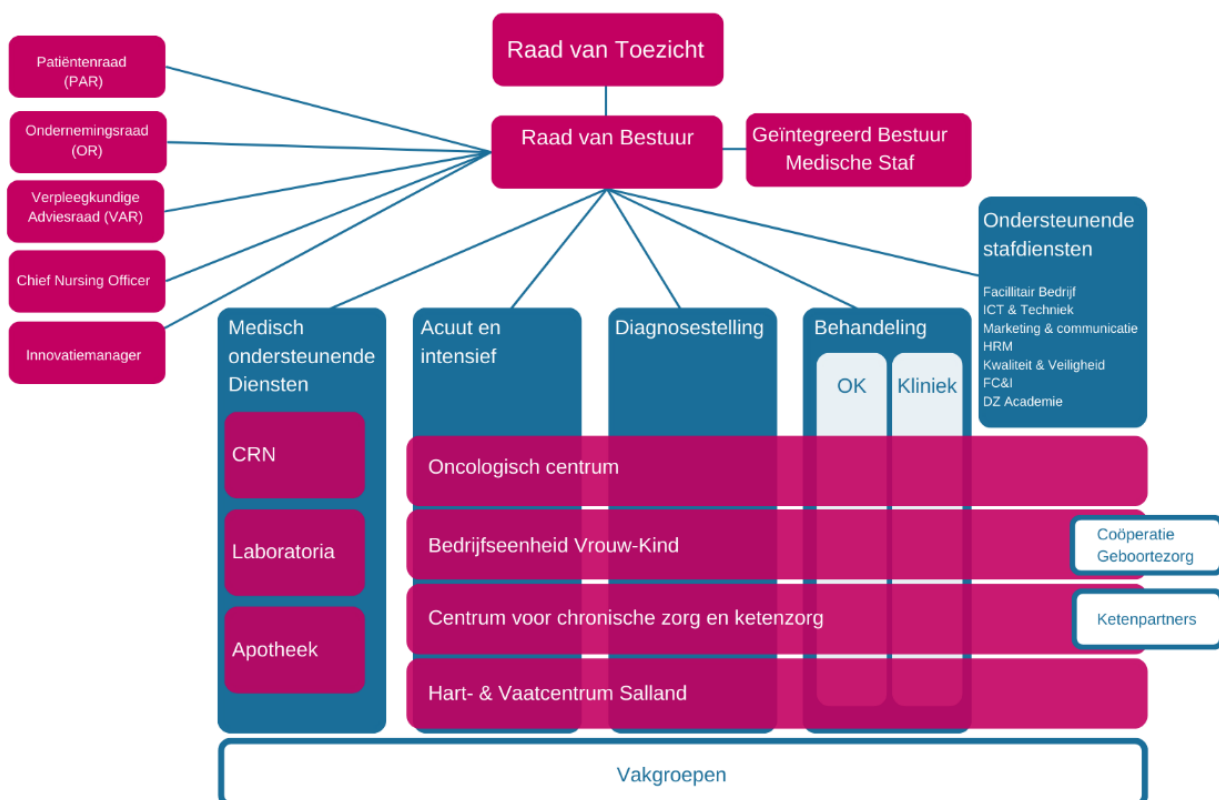 Raad van Toezicht
Patiëntenraad
(PAR)
Ondernemingsraad
(OR)
Verpleegkundige
Adviesraad (VAR)
Chief Nursing Officer
Innovatiemanager
Raad van Bestuur
Geïntegreerd Bestuur
Medische Staf
Ondersteunende
stafdiensten
Facillitair Bedrijf
ICT & Techniek
Marketing & communicatie
HRM
Kwaliteit & Veiligheid
FC&I
DZ Academie
Medisch
ondersteunende
Diensten
CRN
Laboratoria
Apotheek
Acuut en
intensief
Diagnosestelling
Behandeling
OK
Kliniek
Oncologisch centrum
Bedrijfseenheid Vrouw-Kind
Coöperatie
Geboortezorg
Centrum voor chronische zorg en ketenzorg
Ketenpartners
Hart- & Vaatcentrum Salland
Vakgroepen